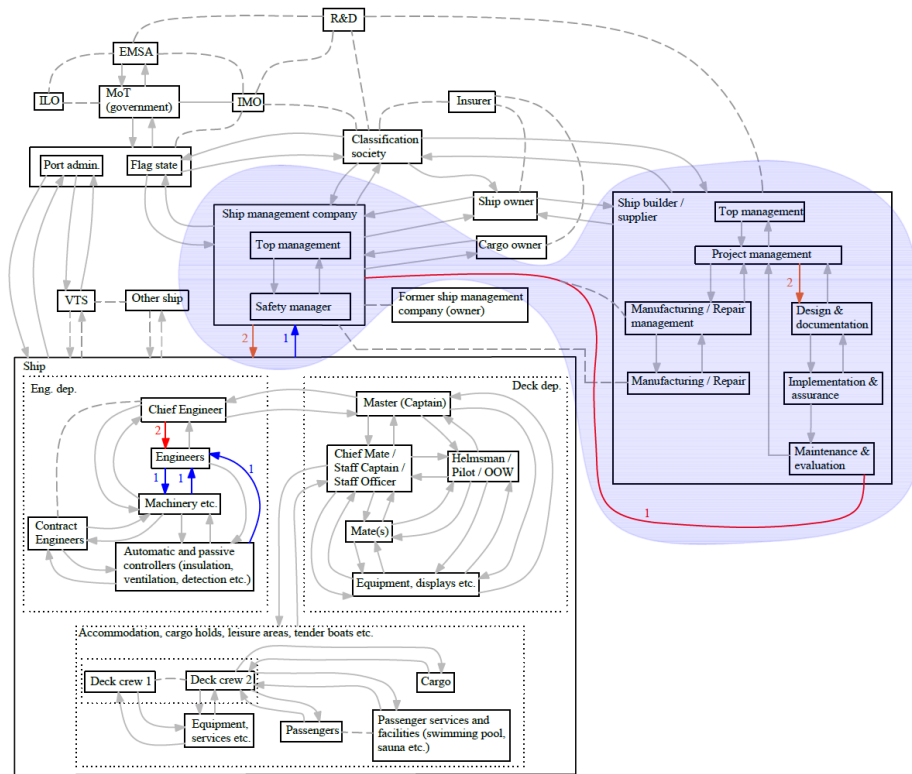 R&D
EMSA
ILO
MoT
(government)
IMO
Insurer
Classification
society
Port admin
Flag state
Ship owner
Ship builder /
supplier
Ship management company
Top management
Top management
Cargo owner
Project management
2
VTS
Other ship
Safety manager
Former ship management
company (owner)
Manufacturing / Repair
management
Design &
documentation
2
1
Ship
Eng. dep.
Deck dep.
Manufacturing / Repair
Implementation &
assurance
Chief Engineer
Master (Captain)
2
Engineers
Chief Mate /
Staff Captain /
Staff Officer
Helmsman /
Pilot / OOW
Maintenance &
evaluation
1
1
1
Machinery etc.
1
Contract
Engineers
Mate(s)
Automatic and passive
controllers (insulation,
ventilation, detection etc.)
Equipment, displays etc.
Accommodation, cargo holds, leisure areas, tender boats etc.
Deck crew 1
Deck crew 2
Cargo
Equipment,
services etc.
Passengers
Passenger services and
facilities (swimming pool,
sauna etc.)